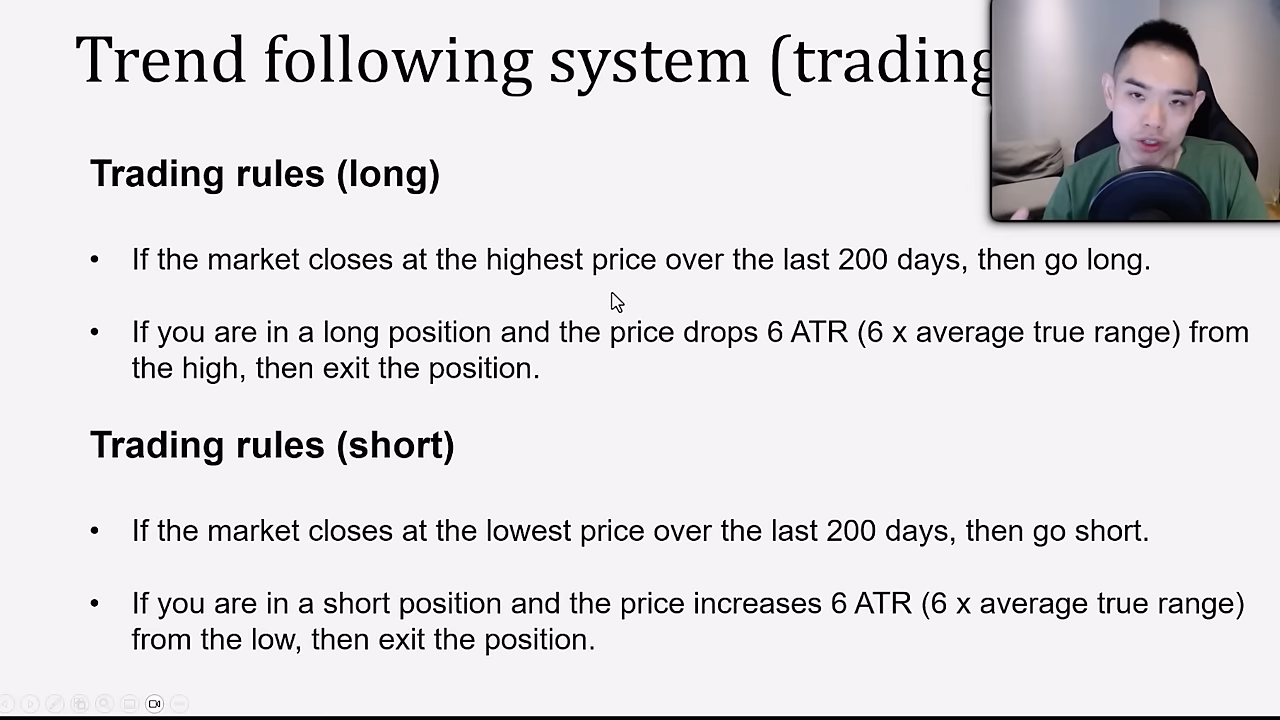 Trend following system (trading
Trading rules (long)
• If the market closes at the highest price over the last 200 days, then go long.
• If you are in a long position and the price drops 6 ATR (6 x average true range) from
the high, then exit the position.
Trading rules (short)
• If the market closes at the lowest price over the last 200 days, then go short.
• If you are in a short position and the price increases 6 ATR (6 x average true range)
from the low, then exit the position.